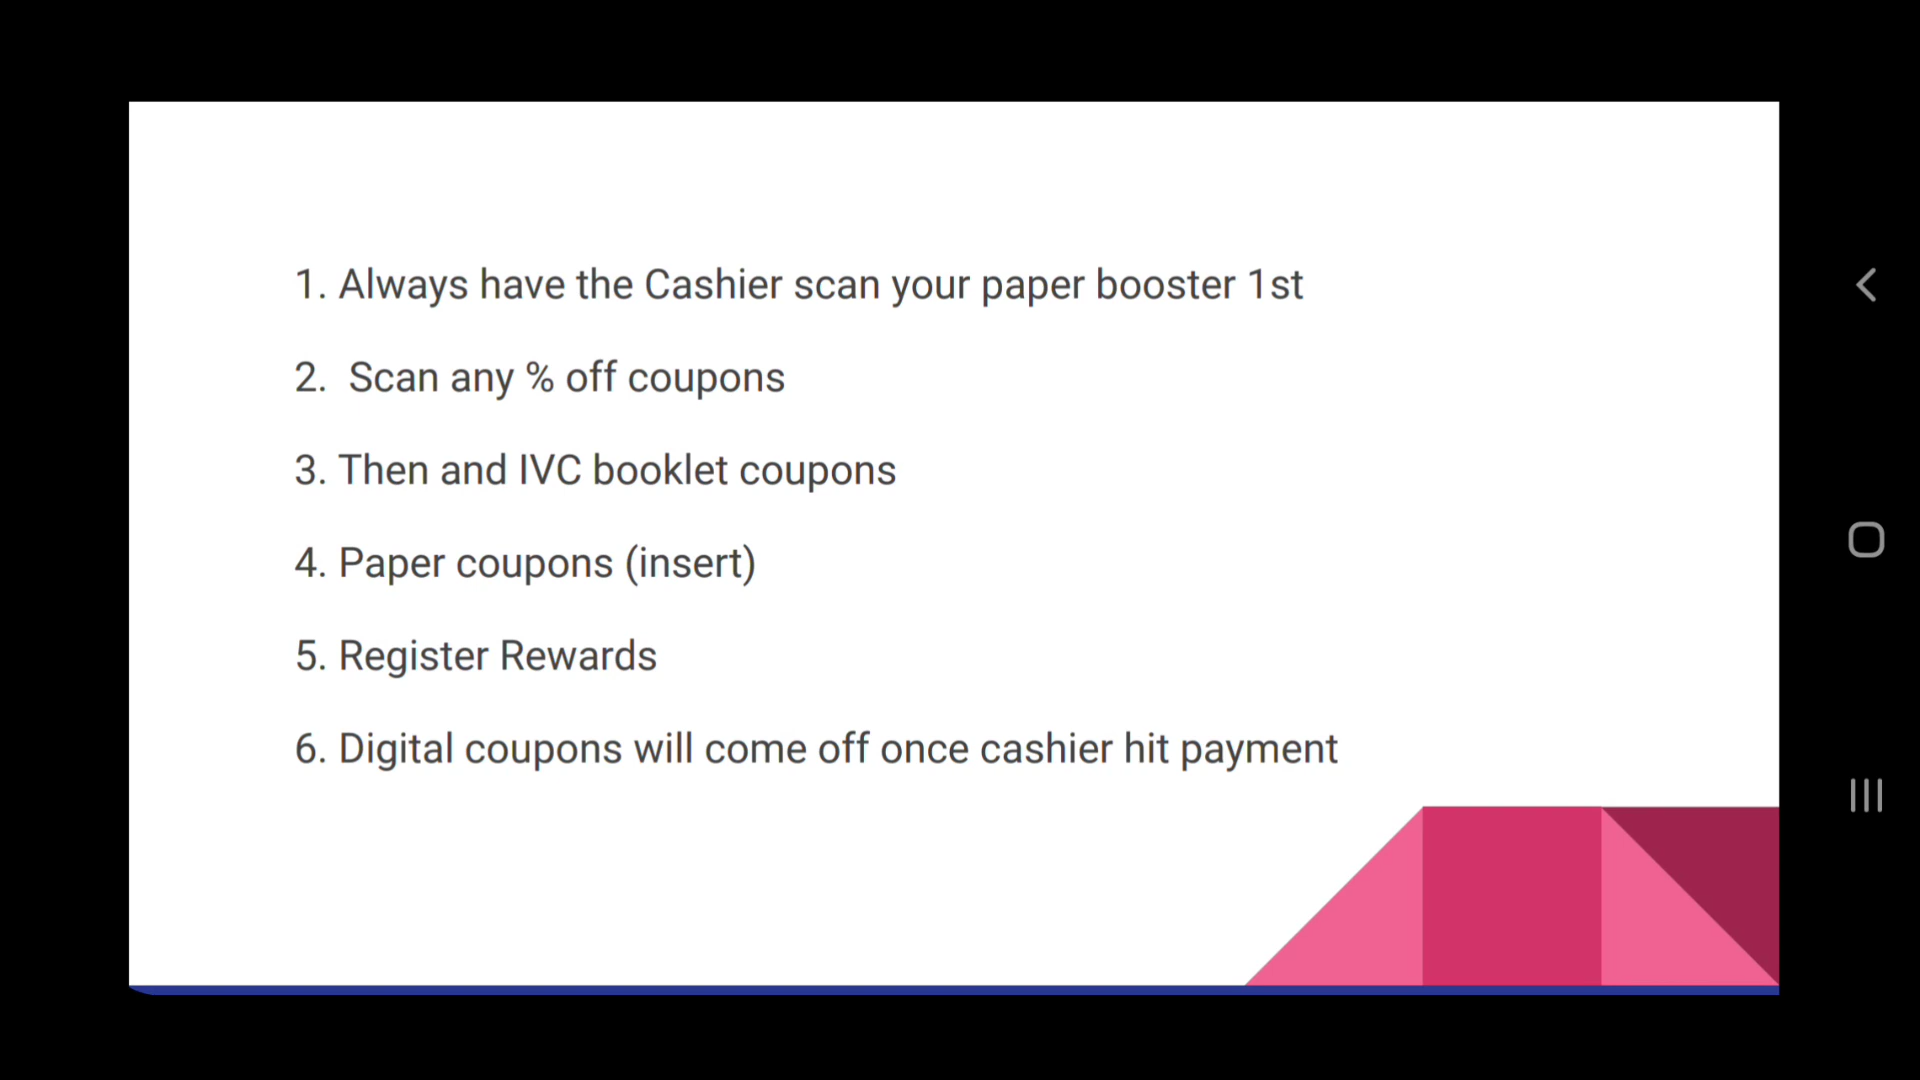 1. Always have the Cashier scan your paper booster 1st
2.  Scan any % off coupons
3. Then and IVC booklet coupons
4. Paper coupons (insert)
5. Register Rewards
6. Digital coupons will come off once cashier hit payment